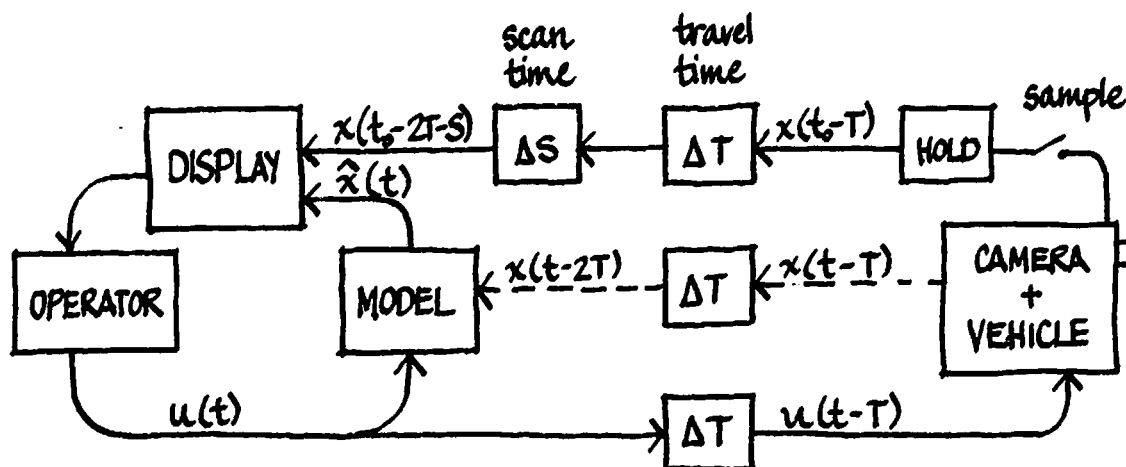 scan
time
travel
time
sample
x(t₀-2T-S)
ΔS
ΔT
x(t₀-T)
HOLD
DISPLAY
x̂(t)
OPERATOR
MODEL
x(t-2T)
ΔT
x(t-T)
CAMERA
+
VEHICLE
u(t)
ΔT
u(t-T)